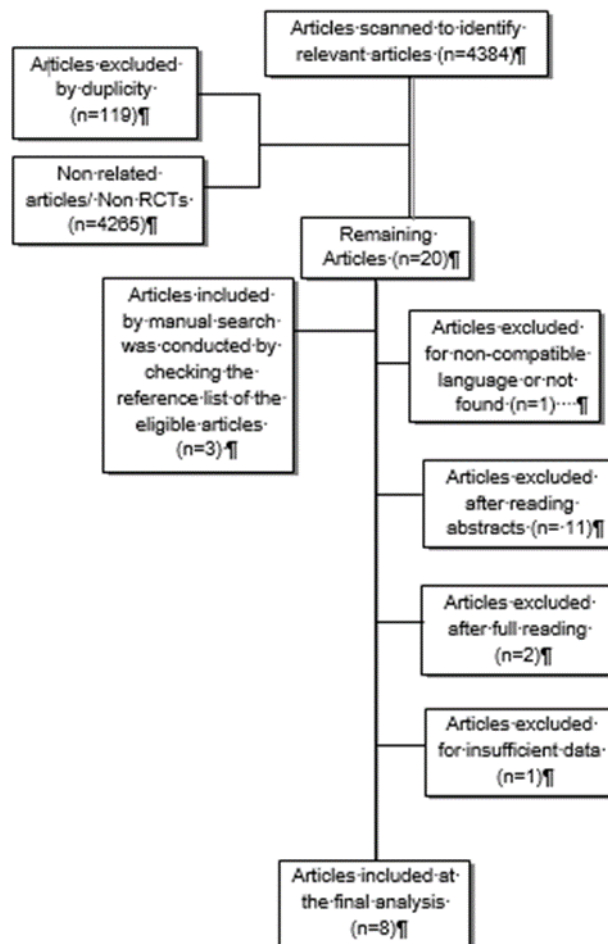 Articles·scanned·to·identify·
relevant·articles·(n=4384)¶
Articles·excluded·
by·duplicity·
(n=119)¶
Non·related·
articles/·Non·RCTs·
(n=4265)¶
Remaining·
Articles·(n=20)¶
Articles·included·
by·manual·search·
was·conducted·by·
checking·the·
reference·list·of·the·
eligible·articles·
(n=3)·¶
Articles·excluded·
for·non-compatible·
language·or·not·
found·(n=1)····¶
Articles·excluded·
after·reading·
abstracts·(n=·11)¶
Articles·excluded·
after·full·reading·
(n=2)¶
Articles·excluded·
for·insufficient·data·
(n=1)¶
Articles·included·at·
the·final·analysis·
(n=8)¶